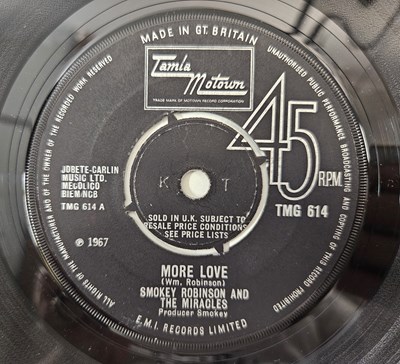 MADE IN GT. BRITAIN
ALL RIGHTS OF THE MANUFACTURER AND OF THE OWNER OF THE RECORDED WORK RESERVED
UNAUTHORISED PUBLIC PERFORMANCE BROADCASTING AND COPYING OF THIS RECORD PROHIBITED
Tamla
Motown
TRADE MARK OF MOTOWN RECORD CORPORATION
45
R.P.M.
JOBETE-CARLIN
MUSIC LTD.
MELOLICO
BIEM/NCB
TMG 614 A
TMG 614
K T
SOLD IN U.K. SUBJECT TO
RESALE PRICE CONDITIONS
SEE PRICE LISTS
℗ 1967
MORE LOVE
(Wm. Robinson)
SMOKEY ROBINSON AND
THE MIRACLES
Producer Smokey
E.M.I. RECORDS LIMITED